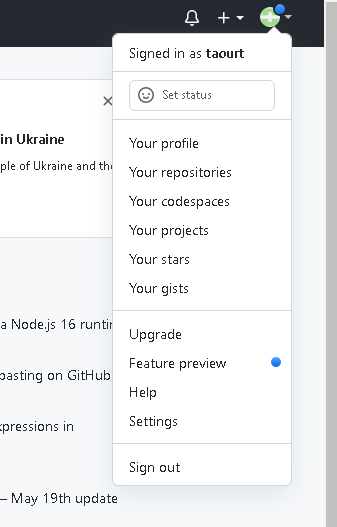 Signed in as taourt
Set status
in Ukraine
ple of Ukraine and the
Your profile
Your repositories
Your codespaces
Your projects
Your stars
Your gists
a Node.js 16 runtin
Upgrade
Feature preview
pasting on GitHub
Help
Settings
xpressions in
Sign out
– May 19th update